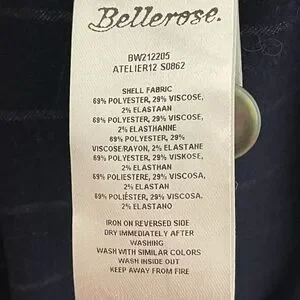 Bellerose.
BW212205
ATELIER12 S0862
SHELL FABRIC
69% POLYESTER, 29% VISCOSE,
2% ELASTAAN
69% POLYESTER, 29% VISCOSE,
2% ELASTHANNE
69% POLYESTER, 29%
VISCOSE/RAYON, 2% ELASTANE
69% POLYESTER, 29% VISKOSE,
2% ELASTHAN
69% POLIESTERE, 29% VISCOSA,
2% ELASTAN
69% POLIÉSTER, 29% VISCOSA,
2% ELASTANO
IRON ON REVERSED SIDE
DRY IMMEDIATELY AFTER
WASHING
WASH WITH SIMILAR COLORS
WASH INSIDE OUT
KEEP AWAY FROM FIRE